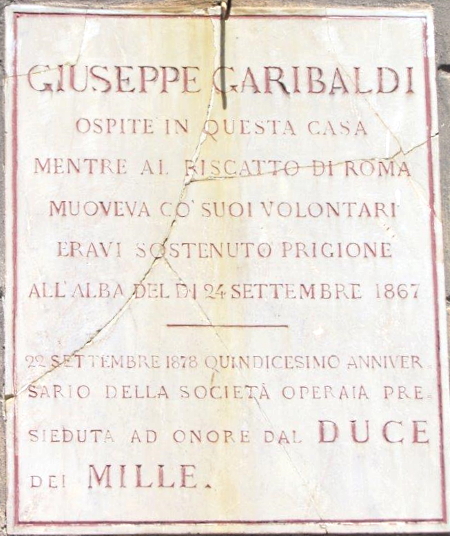 GIUSEPPE GARIBALDI
OSPITE IN QUESTA CASA
MENTRE AL RISCATTO DI ROMA
MUOVEVA CO' SUOI VOLONTARI
ERAVI SOSTENUTO PRIGIONE
ALL'ALBA DEL DI 24 SETTEMBRE 1867
22 SETTEMBRE 1878 QUINDICESIMO ANNIVER
SARIO DELLA SOCIETÀ OPERAIA PRE
SIEDUTA AD ONORE DAL DUCE
DEI MILLE.